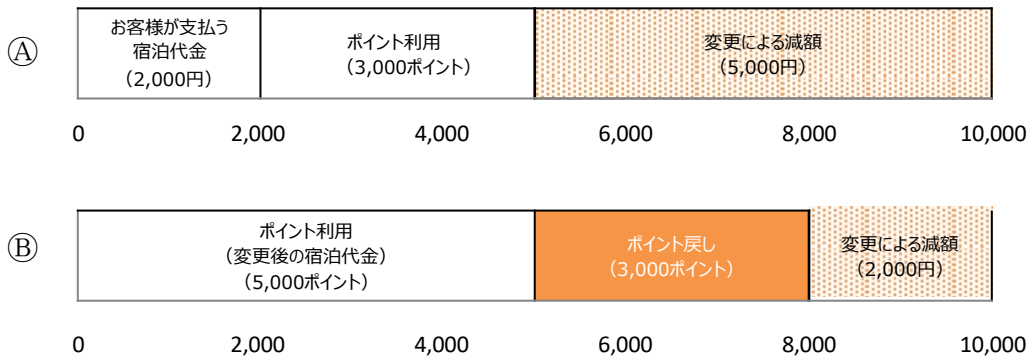 Ⓐ
お客様が支払う
宿泊代金
（2,000円）
ポイント利用
（3,000ポイント）
変更による減額
（5,000円）
0 2,000 4,000 6,000 8,000 10,000
Ⓑ
ポイント利用
（変更後の宿泊代金）
（5,000ポイント）
ポイント戻し
（3,000ポイント）
変更による減額
（2,000円）
0 2,000 4,000 6,000 8,000 10,000